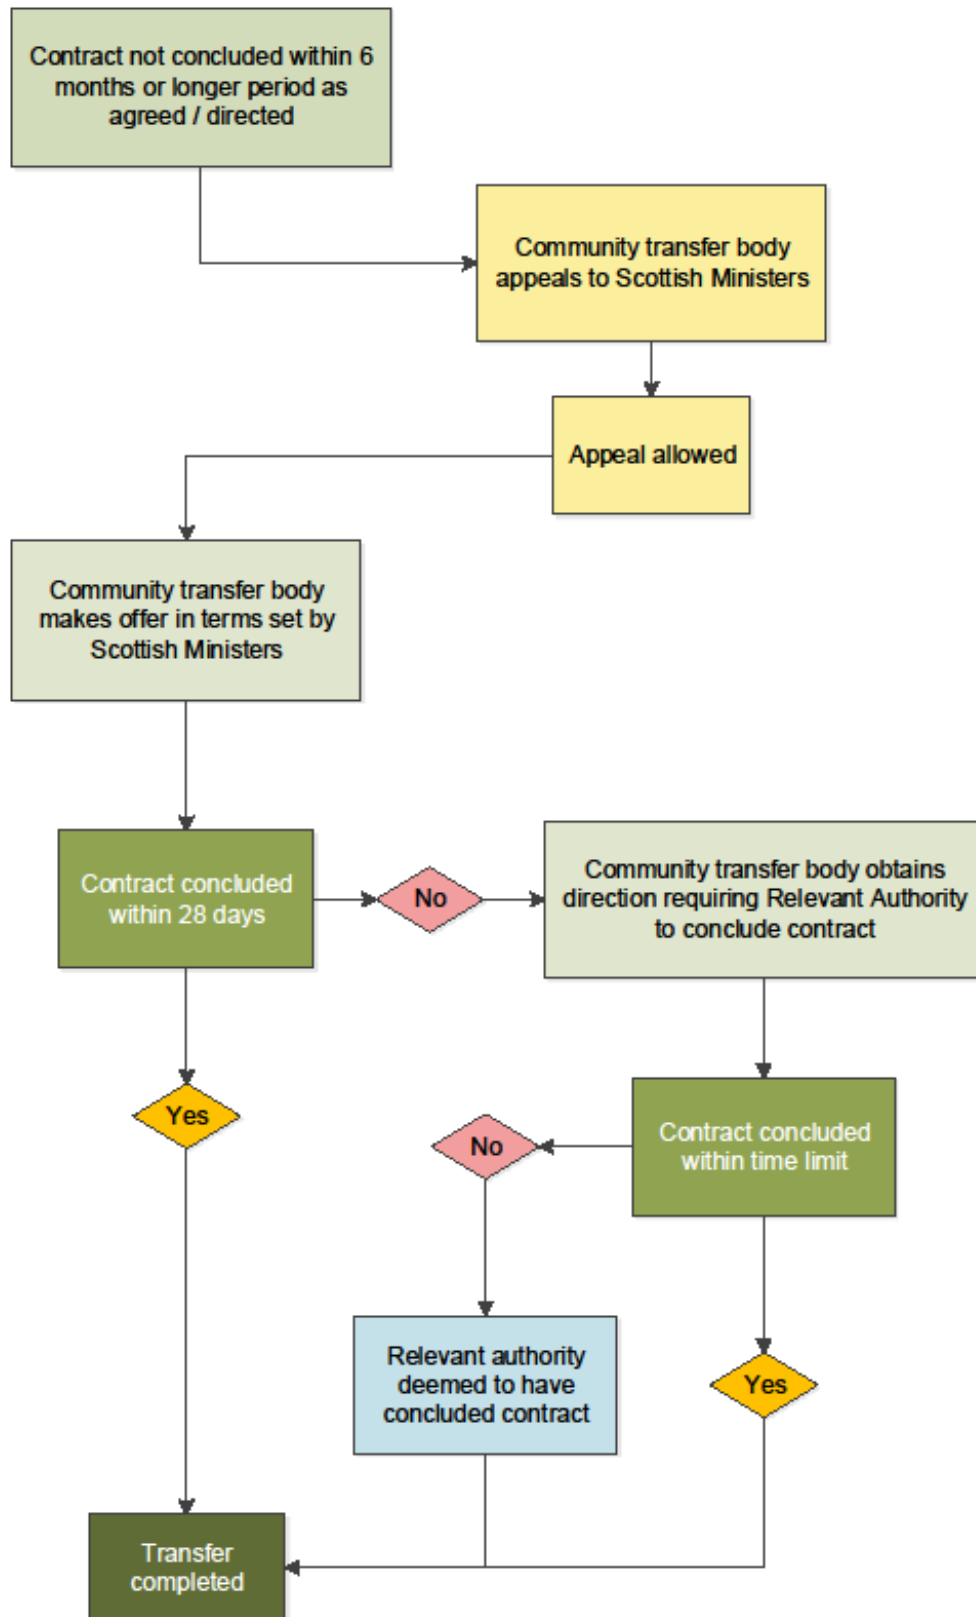 Contract not concluded within 6
months or longer period as
agreed / directed
Community transfer body
appeals to Scottish Ministers
Appeal allowed
Community transfer body
makes offer in terms set by
Scottish Ministers
Contract concluded
within 28 days
No
Community transfer body obtains
direction requiring Relevant Authority
to conclude contract
Yes
No
Contract concluded
within time limit
Relevant authority
deemed to have
concluded contract
Yes
Transfer
completed